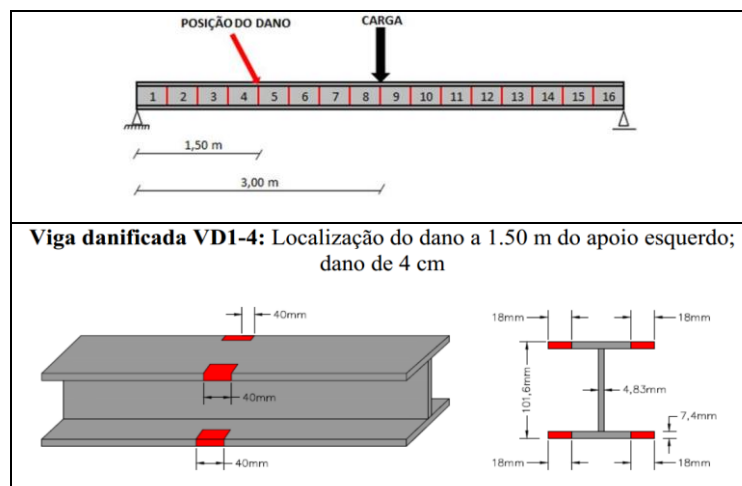 POSIÇÃO DO DANO
CARGA
1 2 3 4 5 6 7 8 9 10 11 12 13 14 15 16
1,50 m
3,00 m
Viga danificada VD1-4: Localização do dano a 1.50 m do apoio esquerdo;
dano de 4 cm
40mm
40mm
40mm
18mm 18mm
101,6mm
4,83mm
7,4mm
18mm 18mm